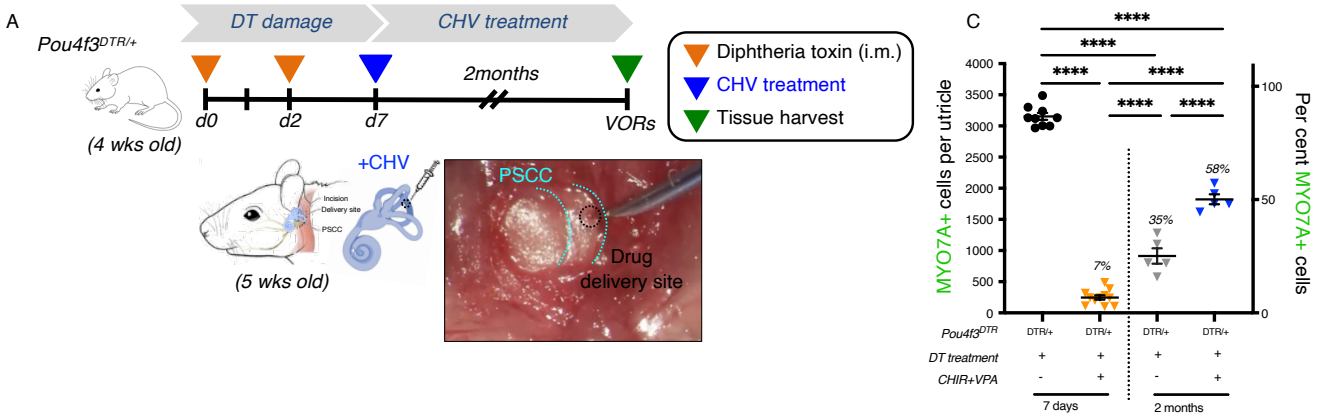 A
DT damage
CHV treatment
Pou4f3DTR/+
(4 wks old)
2months
d0
d2
d7
VORs
Diphtheria toxin (i.m.)
CHV treatment
Tissue harvest
+CHV
Incision
Delivery site
PSCC
(5 wks old)
PSCC
Drug
delivery site
C
****
****
**** ****
**** ****
MYO7A+ cells per utricle
4000
3500
3000
2500
2000
1500
1000
500
0
7%
35%
58%
100
50
0
Per cent MYO7A+ cells
Pou4f3DTR DTR/+ DTR/+ DTR/+ DTR/+
DT treatment + + + +
CHIR+VPA - + - +
7 days 2 months